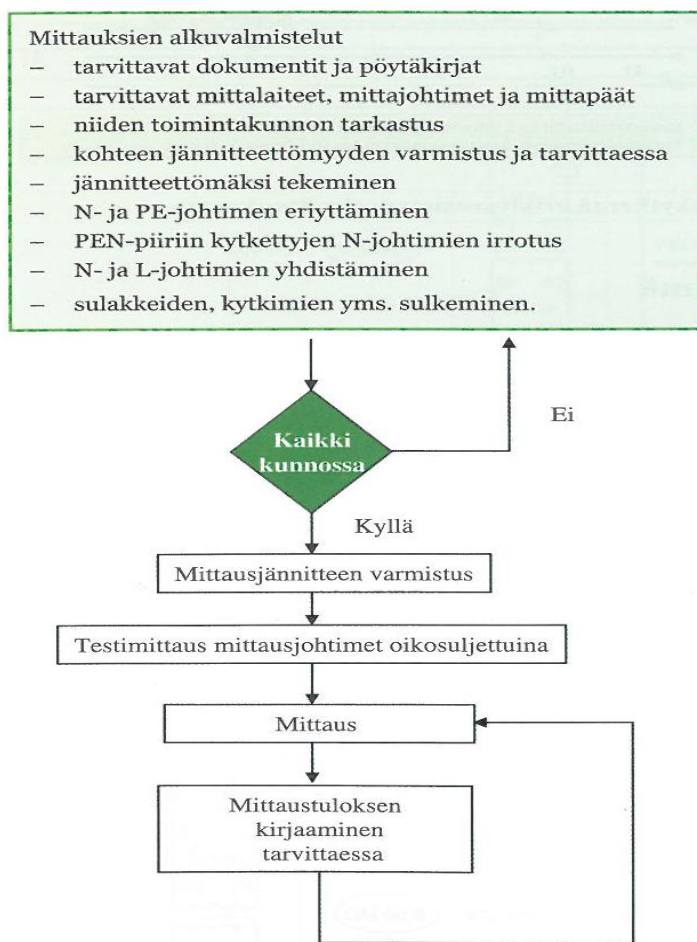 Mittauksien alkuvalmistelut
– tarvittavat dokumentit ja pöytäkirjat
– tarvittavat mittalaiteet, mittajohtimet ja mittapäät
– niiden toimintakunnon tarkastus
– kohteen jännitteettömyyden varmistus ja tarvittaessa
– jännitteettömäksi tekeminen
– N- ja PE-johtimen eriyttäminen
– PEN-piiriin kytkettyjen N-johtimien irrotus
– N- ja L-johtimien yhdistäminen
– sulakkeiden, kytkimien yms. sulkeminen.
Kaikki
kunnossa
Ei
Kyllä
Mittausjännitteen varmistus
Testimittaus mittausjohtimet oikosuljettuina
Mittaus
Mittaustuloksen
kirjaaminen
tarvittaessa